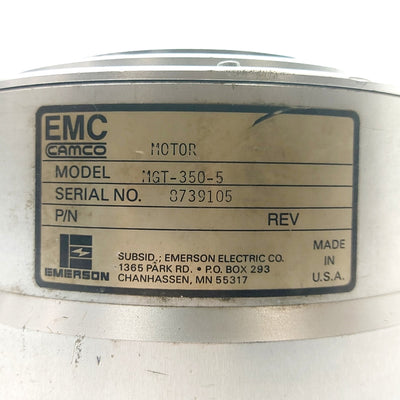 EMC
CAMCO MOTOR
MODEL MGT-350-5
SERIAL NO. 8739105
P/N REV
EMERSON
SUBSID.; EMERSON ELECTRIC CO.
1365 PARK RD. • P.O. BOX 293
CHANHASSEN, MN 55317
MADE
IN
U.S.A.